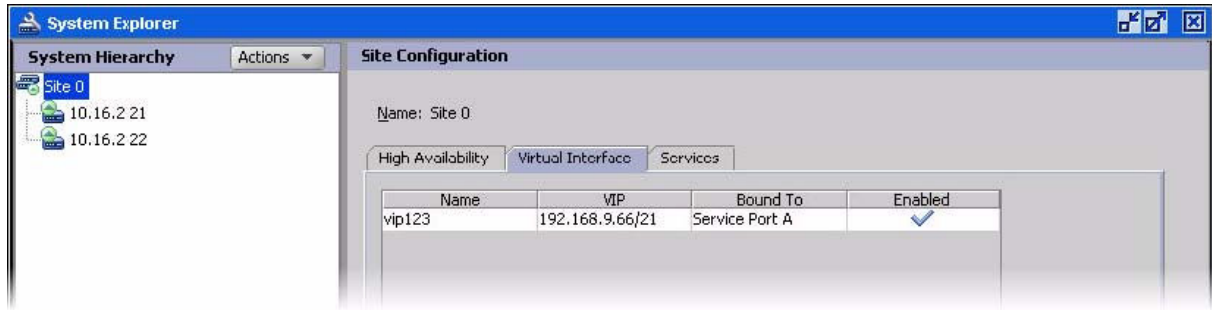 System Explorer
System Hierarchy
Actions
Site 0
10.16.2 21
10.16.2 22
Site Configuration
Name: Site 0
High Availability
Virtual Interface
Services
Name VIP Bound To Enabled
vip123 192.168.9.66/21 Service Port A